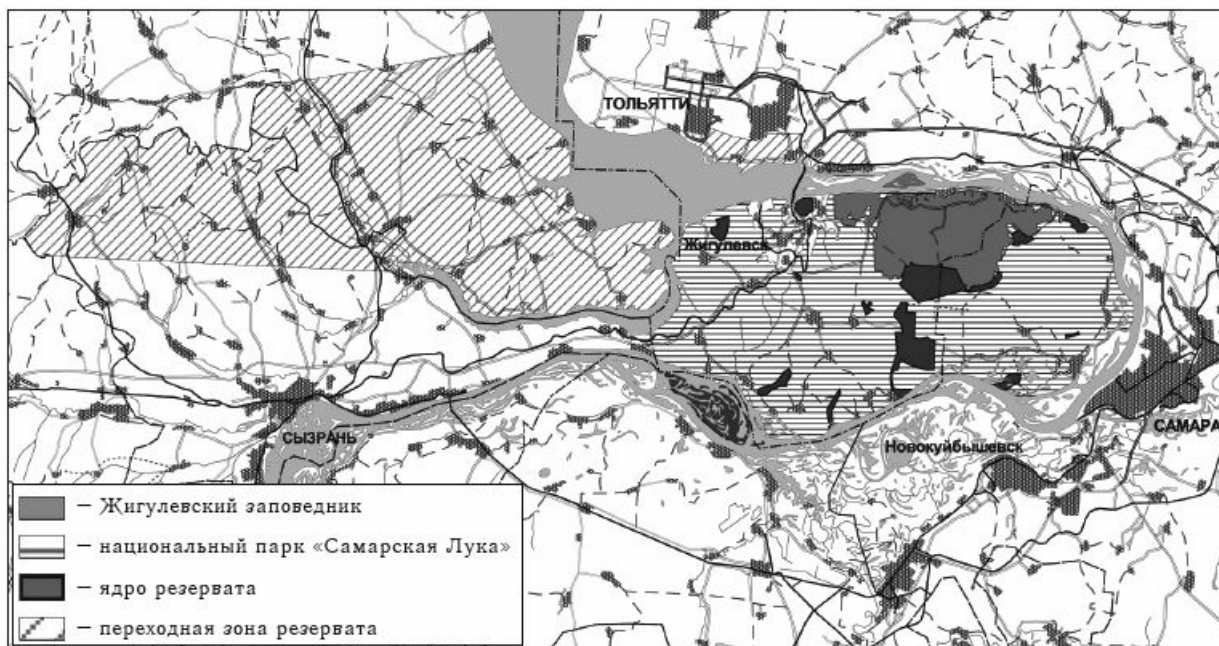 ТОЛЬЯТТИ
Жигулевск
СЫЗРАНЬ
Новокуйбышевск
САМАРА
– Жигулевский заповедник
– национальный парк «Самарская Лука»
– ядро резервата
– переходная зона резервата